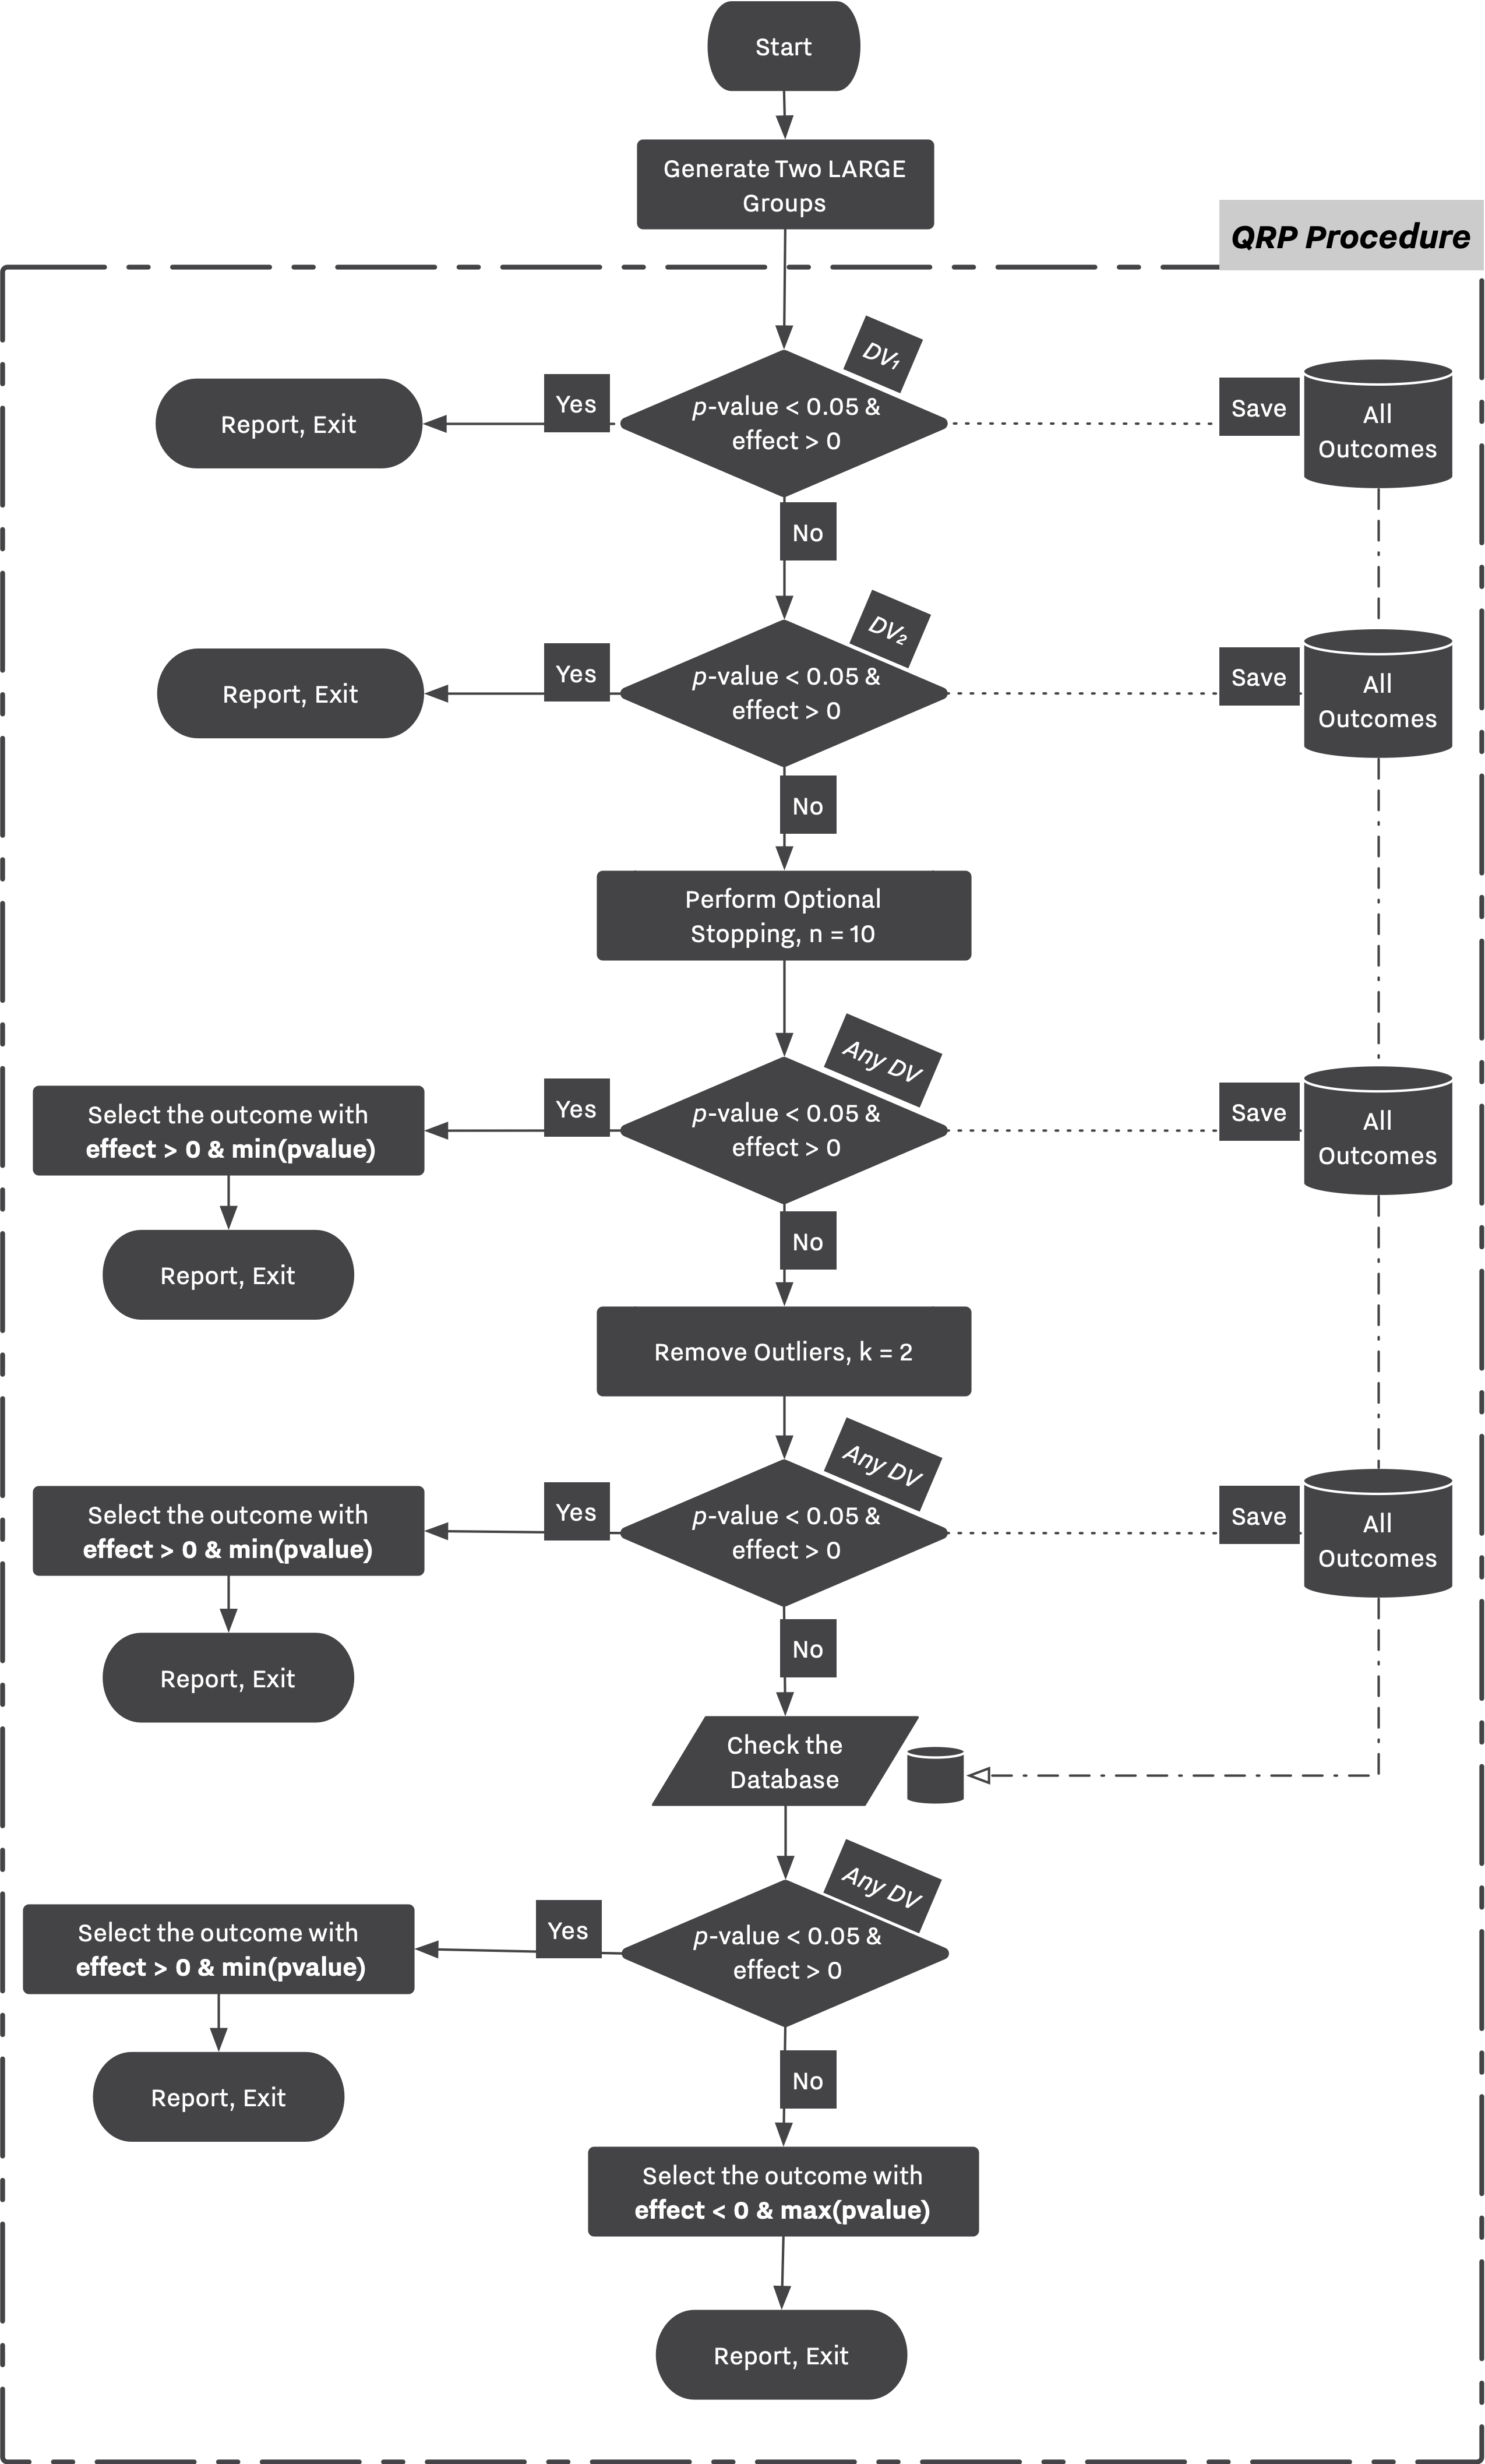 Start
Generate Two LARGE
Groups
QRP Procedure
DV₁
p-value < 0.05 &
effect > 0
Yes
Report, Exit
Save
All
Outcomes
No
DV₂
p-value < 0.05 &
effect > 0
Yes
Report, Exit
Save
All
Outcomes
No
Perform Optional
Stopping, n = 10
Any DV
p-value < 0.05 &
effect > 0
Yes
Select the outcome with
effect > 0 & min(pvalue)
Report, Exit
Save
All
Outcomes
No
Remove Outliers, k = 2
Any DV
p-value < 0.05 &
effect > 0
Yes
Select the outcome with
effect > 0 & min(pvalue)
Report, Exit
Save
All
Outcomes
No
Check the
Database
Any DV
p-value < 0.05 &
effect > 0
Yes
Select the outcome with
effect > 0 & min(pvalue)
Report, Exit
No
Select the outcome with
effect < 0 & max(pvalue)
Report, Exit